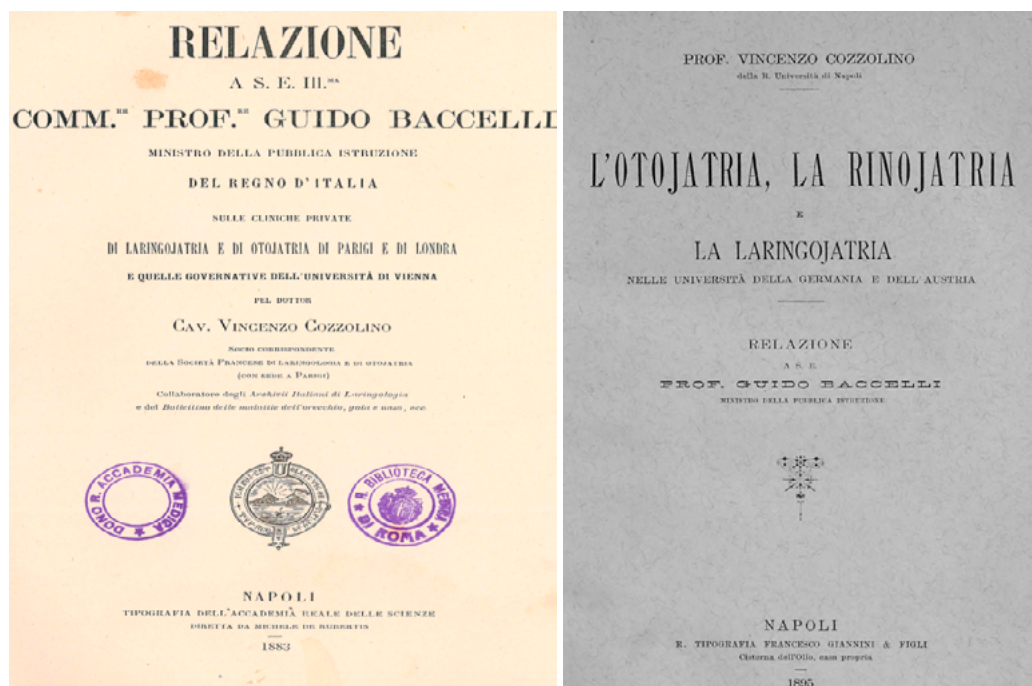 RELAZIONE
A S. E. Ill.ᴹᴬ
COMM.ᴿᴱ PROF.ᴿᴱ GUIDO BACCELLI
MINISTRO DELLA PUBBLICA ISTRUZIONE
DEL REGNO D'ITALIA
SULLE CLINICHE PRIVATE
DI LARINGOJATRIA E DI OTOJATRIA DI PARIGI E DI LONDRA
E QUELLE GOVERNATIVE DELL'UNIVERSITÀ DI VIENNA
PEL DOTTOR
CAV. VINCENZO COZZOLINO
SOCIO CORRISPONDENTE
DELLA SOCIETÀ FRANCESE DI LARINGOLOGIA E DI OTOJATRIA
(CON SEDE A PARIGI)
Collaboratore degli Archivii Italiani di Laringologia
e del Bullettino delle malattie dell'orecchio, gola e naso, ecc
DONO R. ACCADEMIA MEDICA
R. BIBLIOTECA MEDICA
DI ROMA
NAPOLI
TIPOGRAFIA DELL'ACCADEMIA REALE DELLE SCIENZE
DIRETTA DA MICHELE DE RUBERTIS
1883
PROF. VINCENZO COZZOLINO
della R. Università di Napoli
L'OTOJATRIA, LA RINOJATRIA
E
LA LARINGOJATRIA
NELLE UNIVERSITÀ DELLA GERMANIA E DELL'AUSTRIA
RELAZIONE
A S. E.
PROF. GUIDO BACCELLI
MINISTRO DELLA PUBBLICA ISTRUZIONE
NAPOLI
R. TIPOGRAFIA FRANCESCO GIANNINI & FIGLI
Cisterna dell'Olio, casa propria
1895